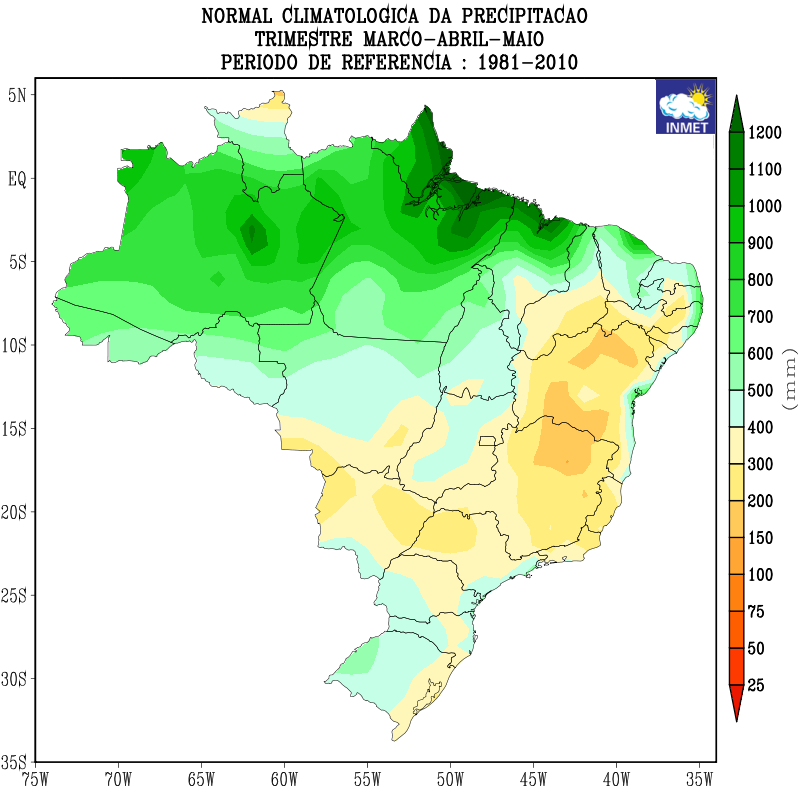 NORMAL CLIMATOLOGICA DA PRECIPITACAO
TRIMESTRE MARCO-ABRIL-MAIO
PERIODO DE REFERENCIA : 1981-2010
INMET
5N
EQ
5S
10S
15S
20S
25S
30S
35S
75W 70W 65W 60W 55W 50W 45W 40W 35W
1200
1100
1000
900
800
700
600
500
400
300
200
150
100
75
50
25
(mm)